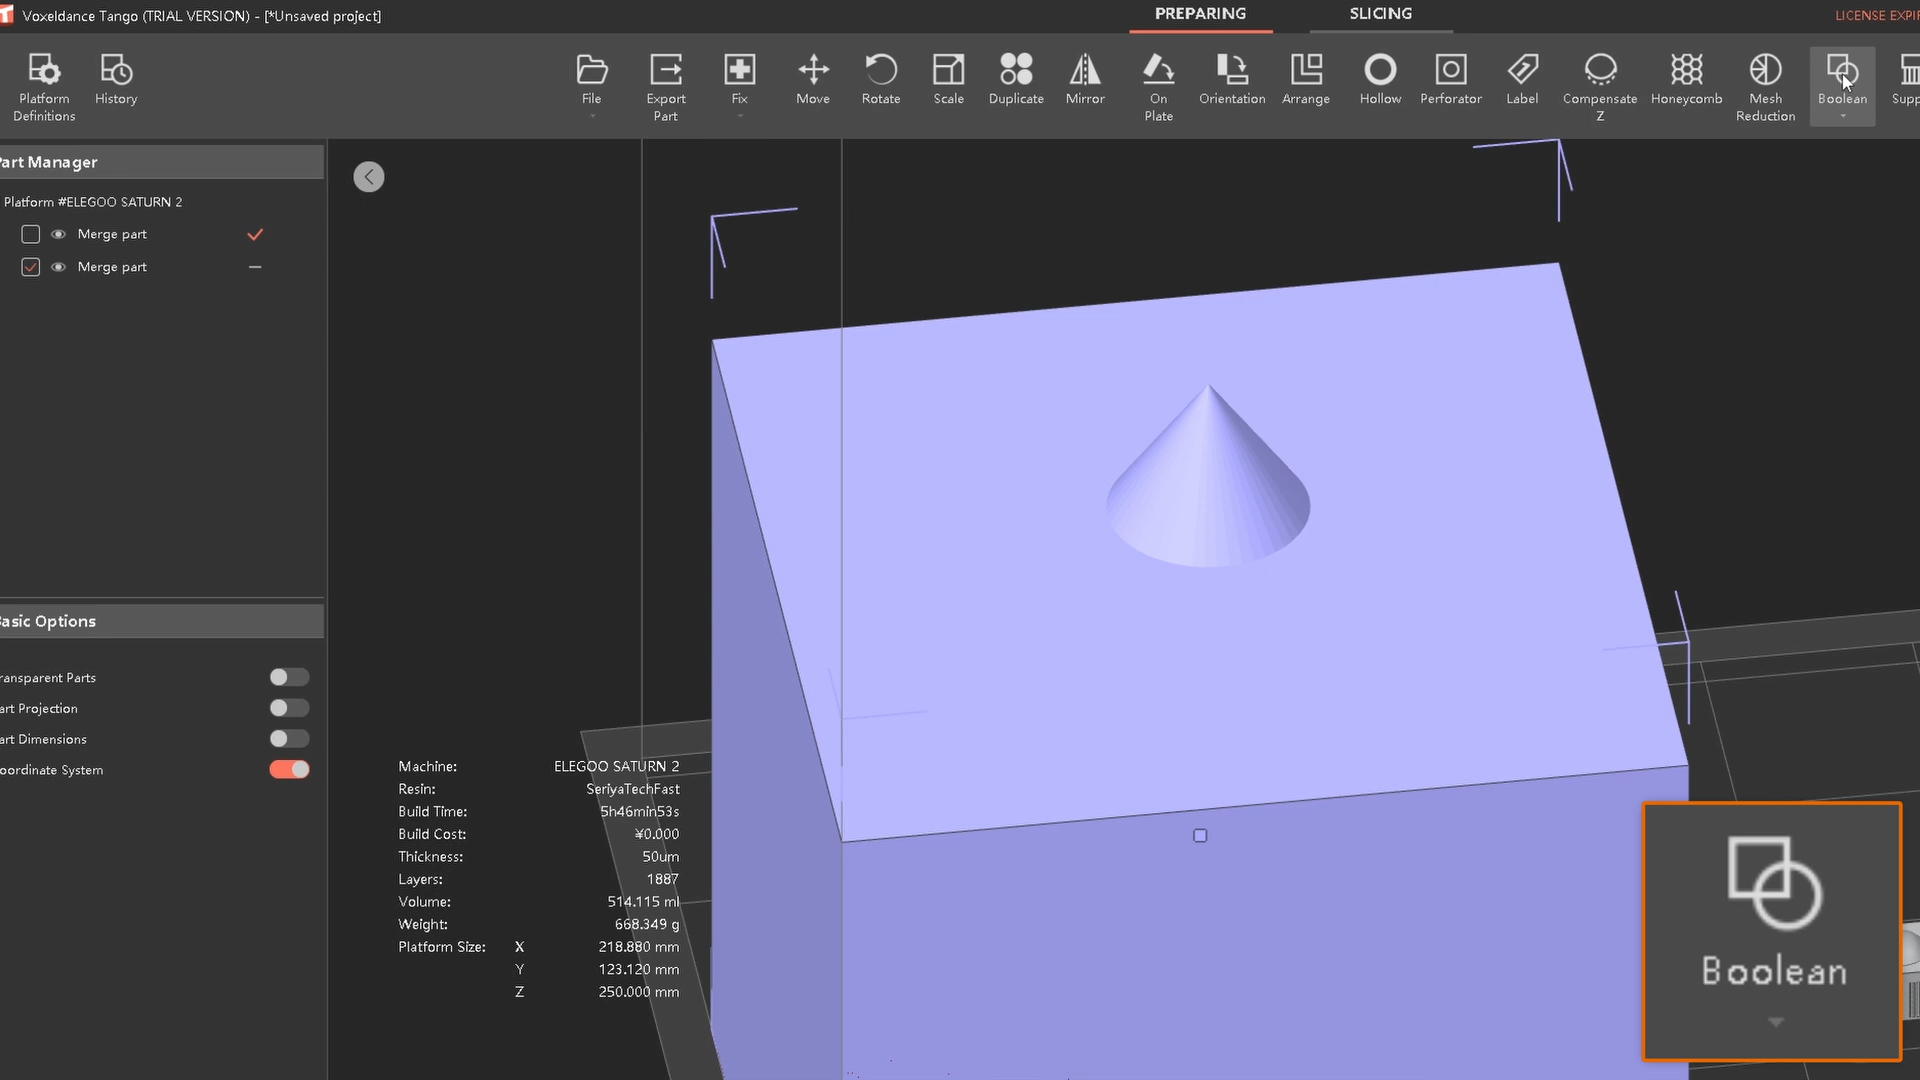 Voxeldance Tango (TRIAL VERSION) - [*Unsaved project]
PREPARING
SLICING
LICENSE EXPI
Platform Definitions
History
File
Export Part
Fix
Move
Rotate
Scale
Duplicate
Mirror
On Plate
Orientation
Arrange
Hollow
Perforator
Label
Compensate Z
Honeycomb
Mesh Reduction
Boolean
Supp
Part Manager
Platform #ELEGOO SATURN 2
Merge part
Merge part
Basic Options
ransparent Parts
art Projection
art Dimensions
oordinate System
Machine: ELEGOO SATURN 2
Resin: SeriyaTechFast
Build Time: 5h46min53s
Build Cost: ¥0.000
Thickness: 50um
Layers: 1887
Volume: 514.115 ml
Weight: 668.349 g
Platform Size: X 218.880 mm
Y 123.120 mm
Z 250.000 mm
Boolean